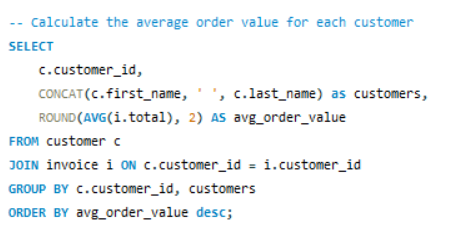 -- Calculate the average order value for each customer
SELECT
    c.customer_id,
    CONCAT(c.first_name, ' ', c.last_name) as customers,
    ROUND(AVG(i.total), 2) AS avg_order_value
FROM customer c
JOIN invoice i ON c.customer_id = i.customer_id
GROUP BY c.customer_id, customers
ORDER BY avg_order_value desc;